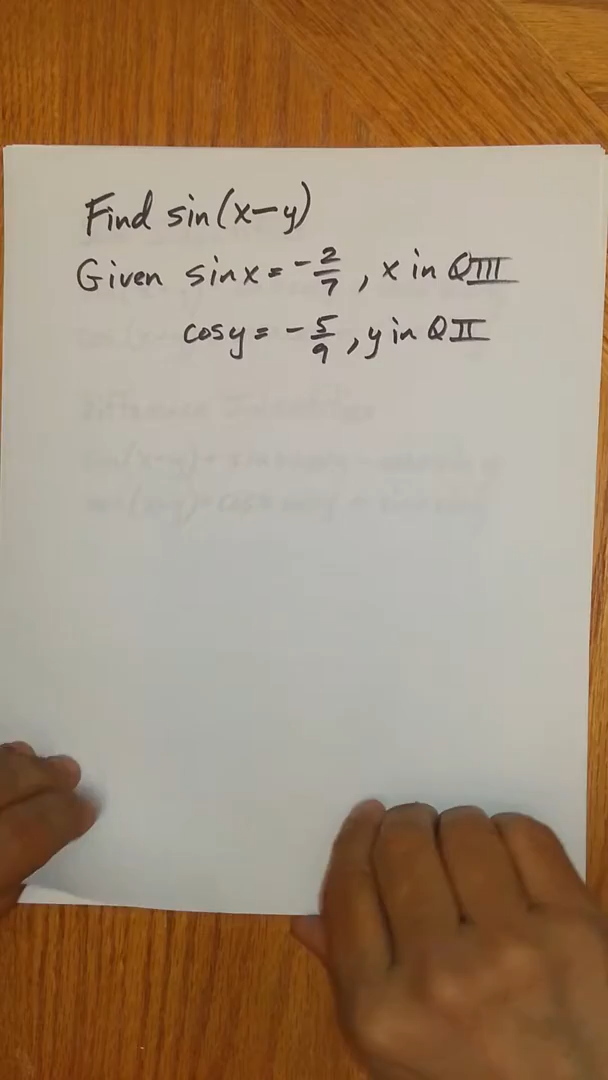 Find sin(x-y)
Given sinx = -2/7, x in QIII
cosy = -5/9, y in QII